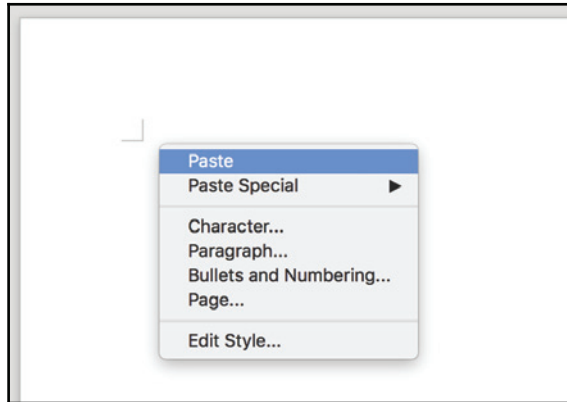 Paste
Paste Special
Character...
Paragraph...
Bullets and Numbering...
Page...
Edit Style...